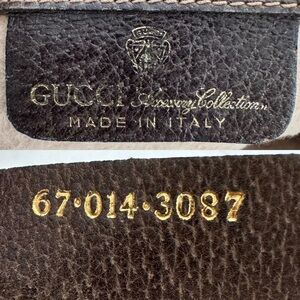 GUCCI Accessory Collection
MADE IN ITALY
67·014·3087